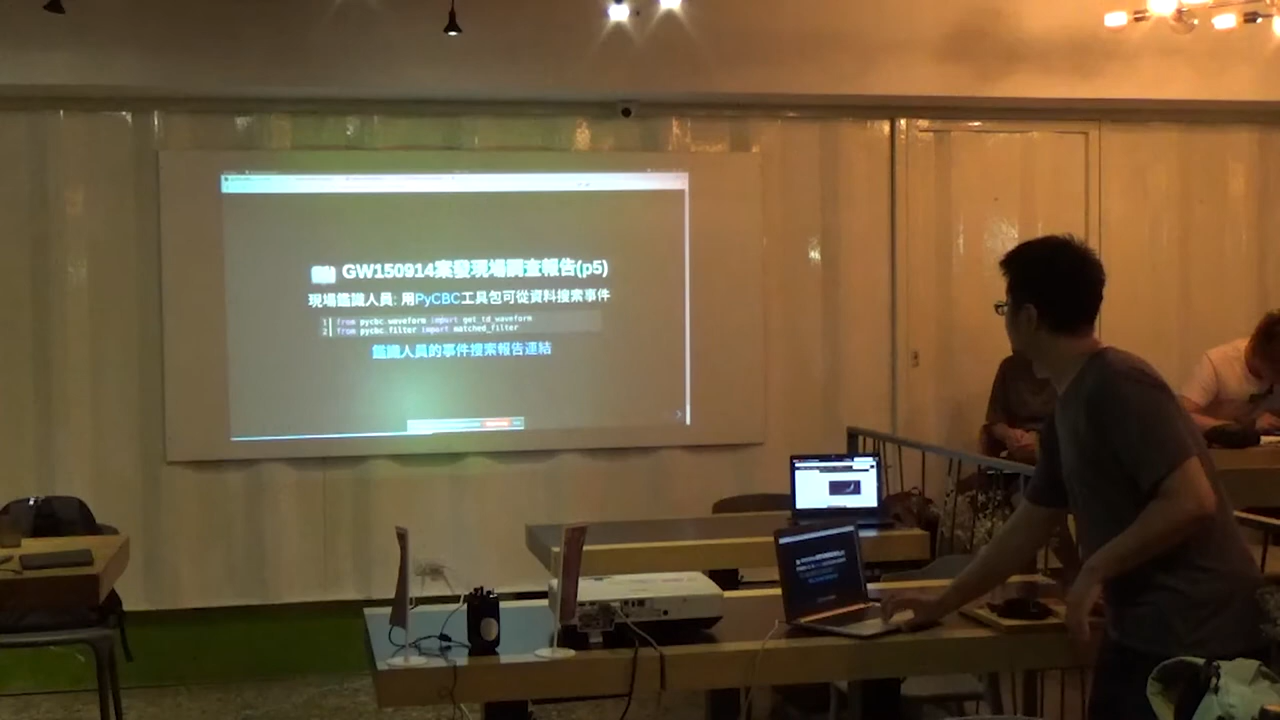 GW150914案發現場調查報告(p5)
現場鑑識人員: 用PyCBC工具包可從資料搜索事件
1 from pycbc.waveform import get_td_waveform
2 from pycbc.filter import matched_filter
鑑識人員的事件搜索報告連結